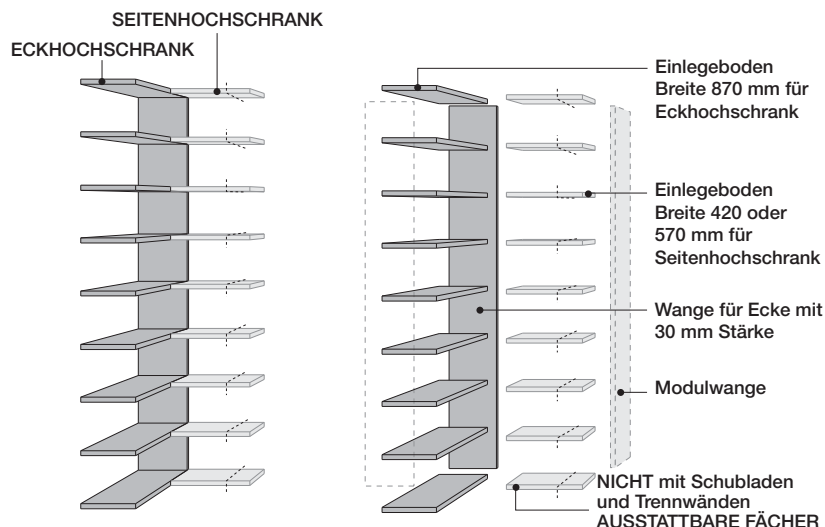 SEITENHOCHSCHRANK
ECKHOCHSCHRANK
Einlegeboden
Breite 870 mm für
Eckhochschrank
Einlegeboden
Breite 420 oder
570 mm für
Seitenhochschrank
Wange für Ecke mit
30 mm Stärke
Modulwange
NICHT mit Schubladen
und Trennwänden
AUSSTATTBARE FÄCHER